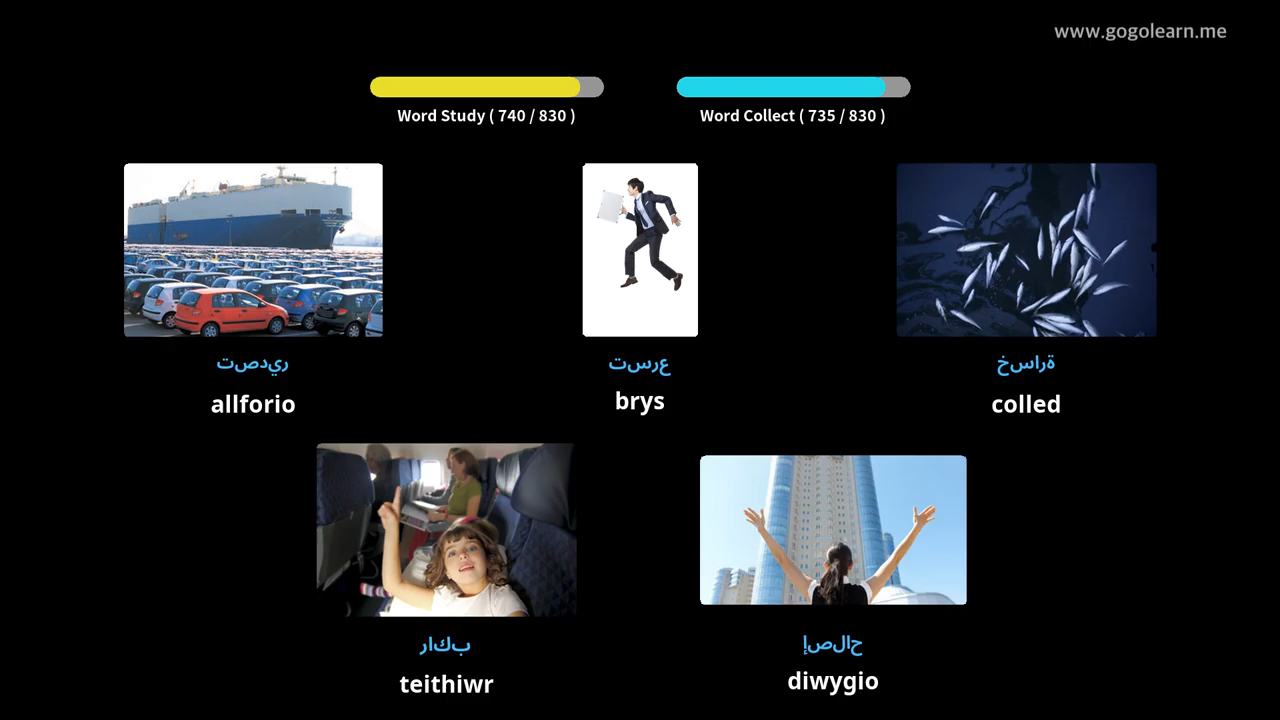 www.gogolearn.me
Word Study ( 740 / 830 )
Word Collect ( 735 / 830 )
تصدير
allforio
تسرع
brys
خسارة
colled
راكب
teithiwr
إصلاح
diwygio